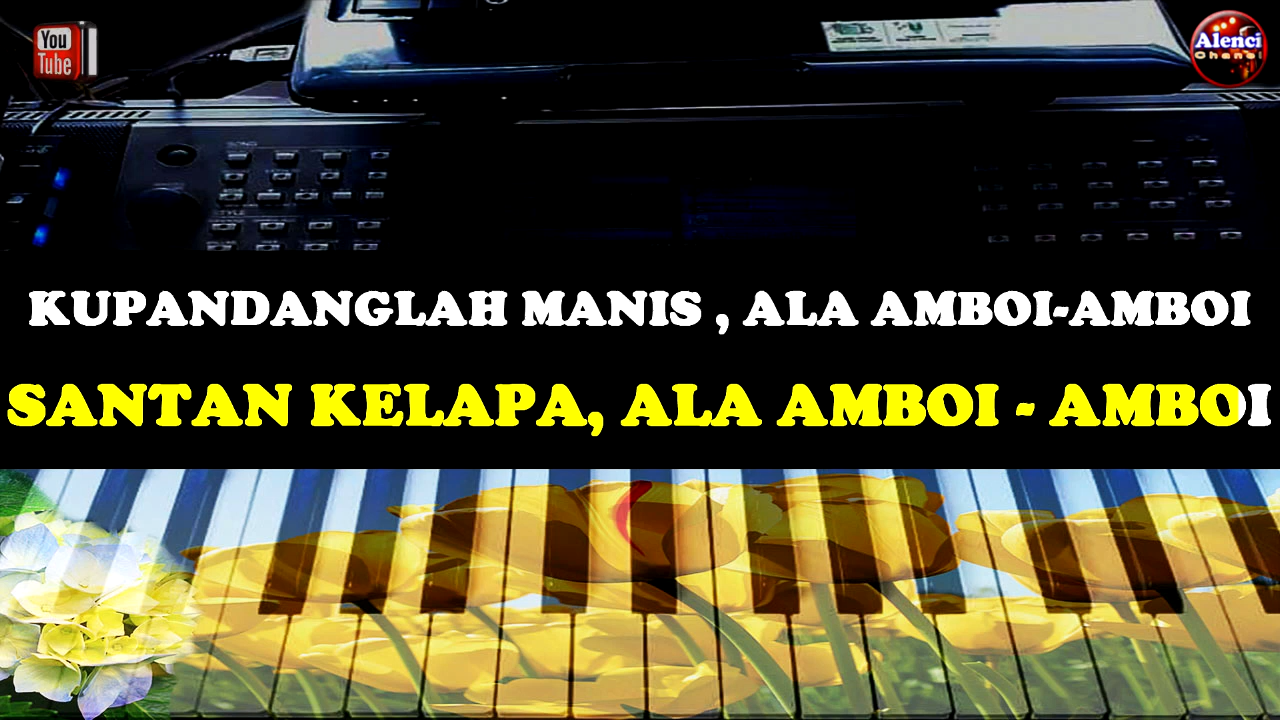 You
Tube
Alenci
Chanel
KUPANDANGLAH MANIS , ALA AMBOI-AMBOI
SANTAN KELAPA, ALA AMBOI - AMBOI